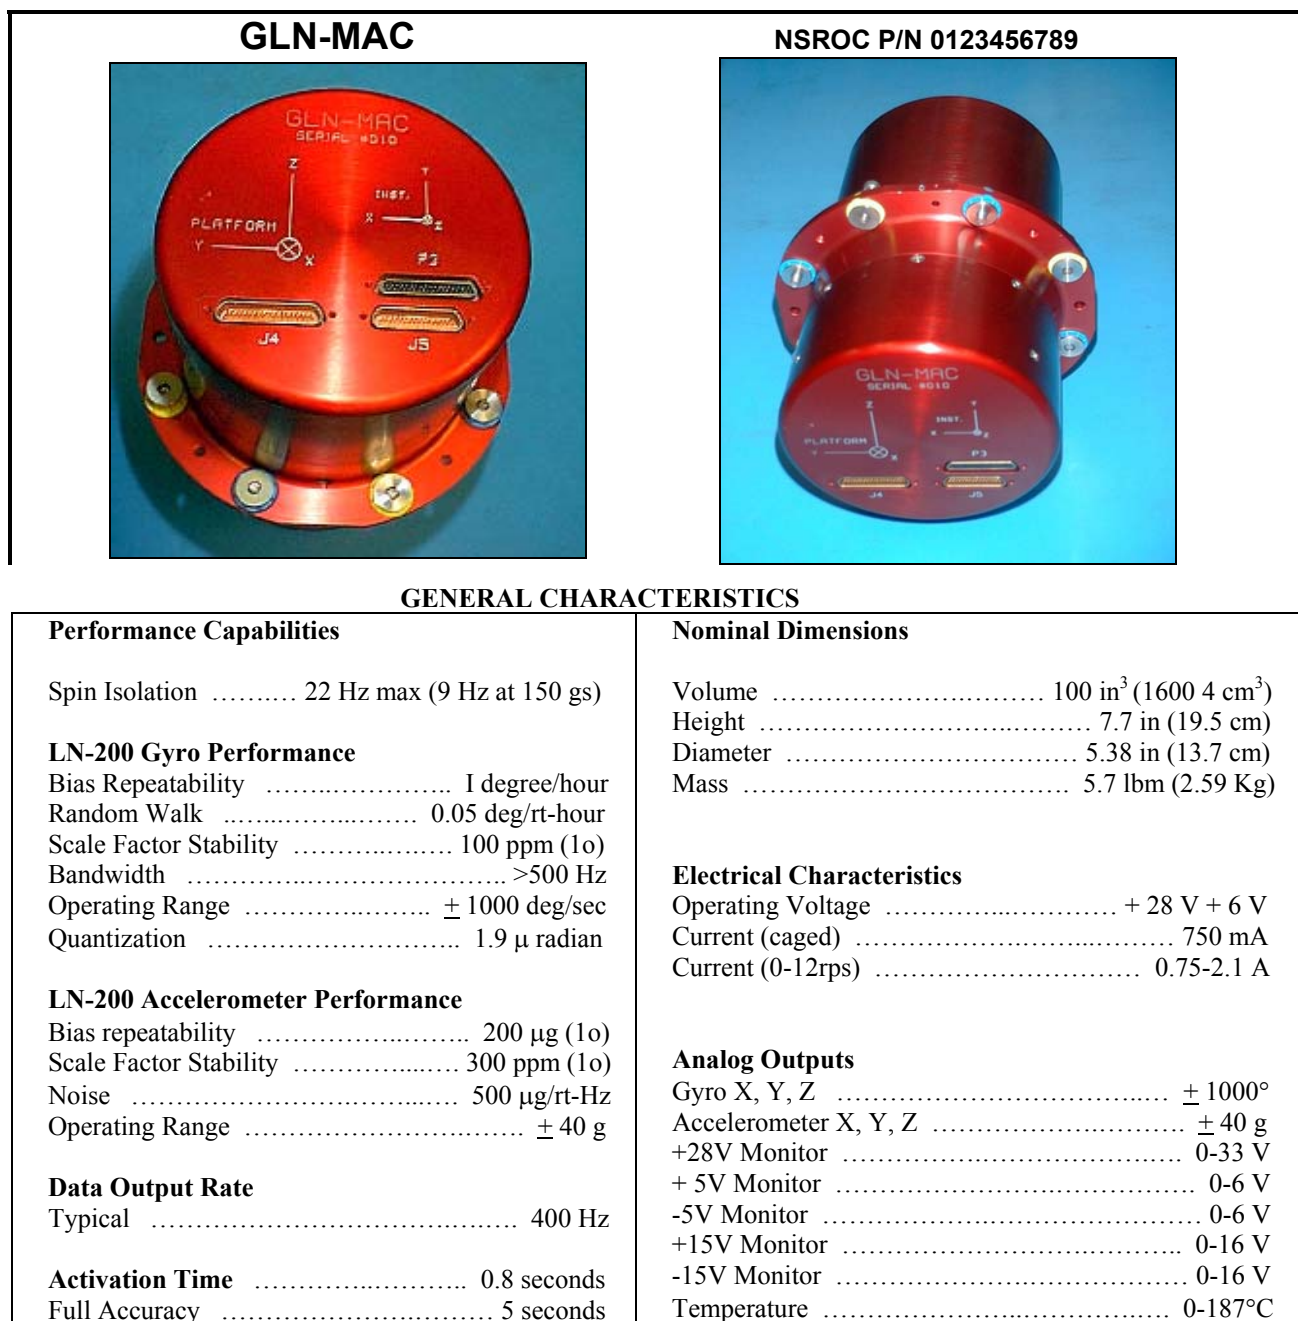 GLN-MAC
NSROC P/N 0123456789
GLN-MAC
SERIAL #010
Z
Y
INST.
X
Z
PLATFORM
Y
X
P3
J4
J5
GLN-MAC
SERIAL #010
Z
Y
INST.
X
Z
PLATFORM
Y
X
P3
J4
J5
GENERAL CHARACTERISTICS
Performance Capabilities
Spin Isolation ……..… 22 Hz max (9 Hz at 150 gs)
LN-200 Gyro Performance
Bias Repeatability ……..………….. I degree/hour
Random Walk ..…..……...……. 0.05 deg/rt-hour
Scale Factor Stability ………..….…. 100 ppm (1o)
Bandwidth …………..……………………….. >500 Hz
Operating Range …………..…….. + 1000 deg/sec
Quantization …………………………….. 1.9 μ radian
LN-200 Accelerometer Performance
Bias repeatability ……………..…….. 200 μg (1o)
Scale Factor Stability …………...…. 300 ppm (1o)
Noise ………………..………...…. 500 μg/rt-Hz
Operating Range ………………….……. + 40 g
Data Output Rate
Typical ………………………….….…. 400 Hz
Activation Time …………..………….. 0.8 seconds
Full Accuracy ………………….……… 5 seconds
Nominal Dimensions
Volume …………………….………. 100 in3 (1600 4 cm3)
Height …………………………..……… 7.7 in (19.5 cm)
Diameter ……………………………… 5.38 in (13.7 cm)
Mass …………………………………. 5.7 lbm (2.59 Kg)
Electrical Characteristics
Operating Voltage …………...………… + 28 V + 6 V
Current (caged) ………………….…...……… 750 mA
Current (0-12rps) ………………………… 0.75-2.1 A
Analog Outputs
Gyro X, Y, Z …………………………..… + 1000°
Accelerometer X, Y, Z ……………….………. + 40 g
+28V Monitor …………….………………….…. 0-33 V
+ 5V Monitor ………………….…………….. 0-6 V
-5V Monitor ……………….…………………… 0-6 V
+15V Monitor …………………….………….. 0-16 V
-15V Monitor ………………….……………… 0-16 V
Temperature ………………….………….…. 0-187°C